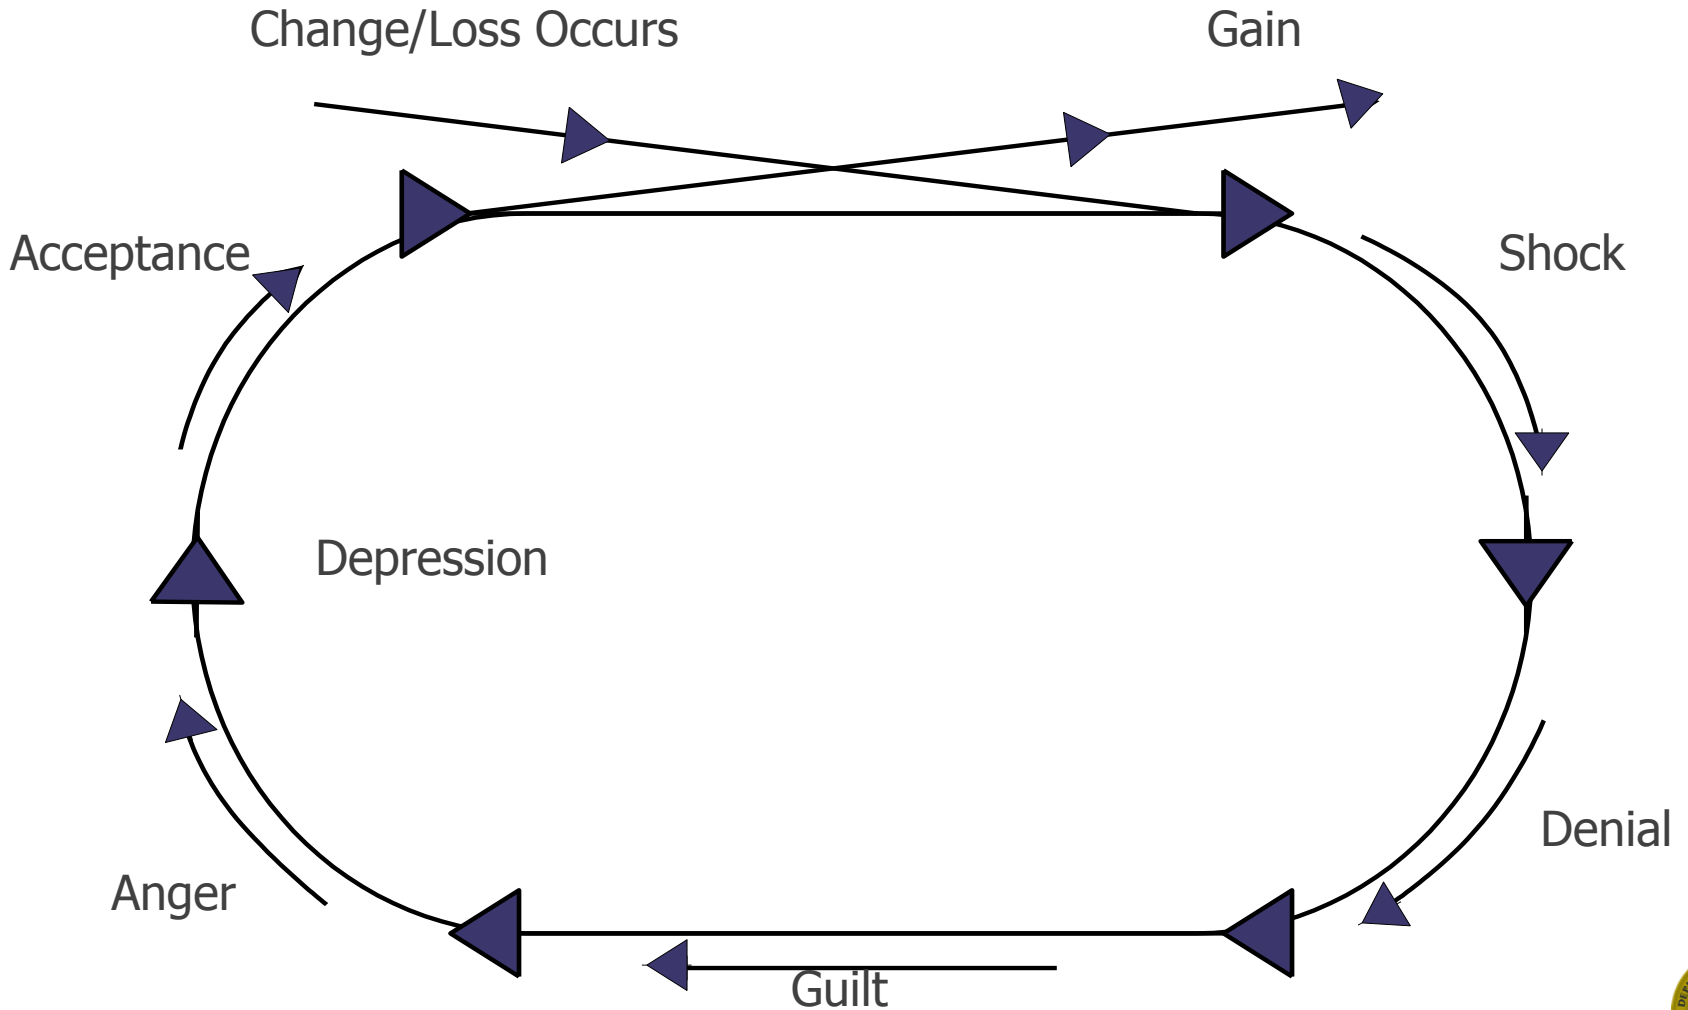 Change/Loss Occurs
Gain
Acceptance
Shock
Depression
Denial
Anger
Guilt